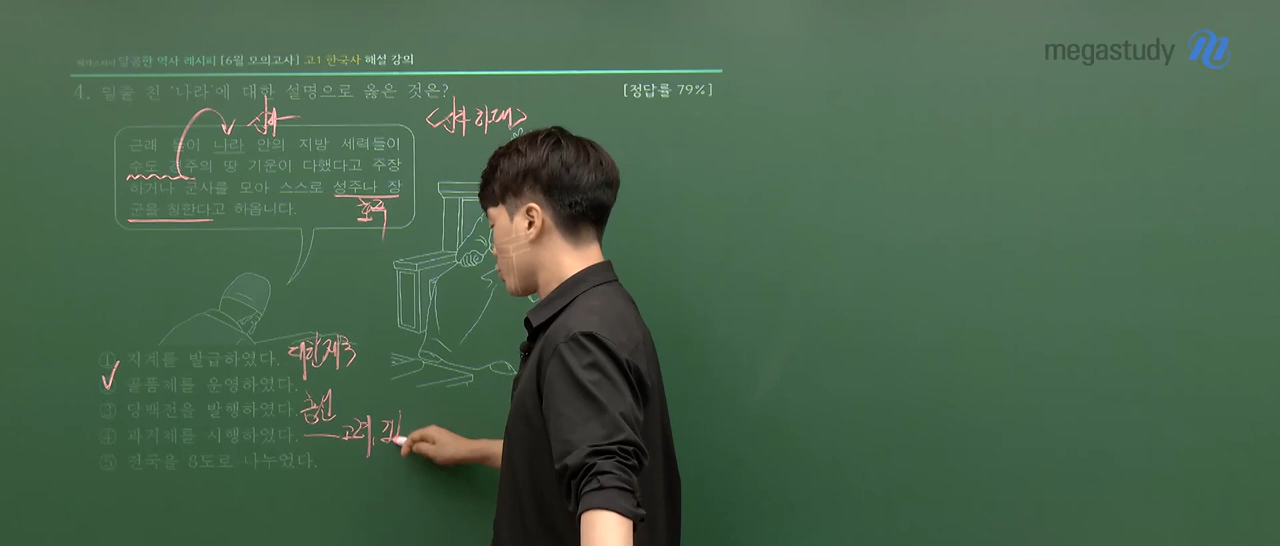 megastudy
메가스터디 달콤한 역사 레시피 [6월 모의고사] 고1 한국사 해설 강의
4. 밑줄 친 '나라'에 대한 설명으로 옳은 것은?
[정답률 79%]
신라
<신라 하대>
근래 들어 나라 안의 지방 세력들이
수도 경주의 땅 기운이 다했다고 주장
하거나 군사를 모아 스스로 성주나 장
군을 칭한다고 하옵니다.
호족
① 지계를 발급하였다. 대한제국
② 골품제를 운영하였다.
③ 당백전을 발행하였다. 흥선
④ 과거제를 시행하였다. 고려,
⑤ 전국을 8도로 나누었다.